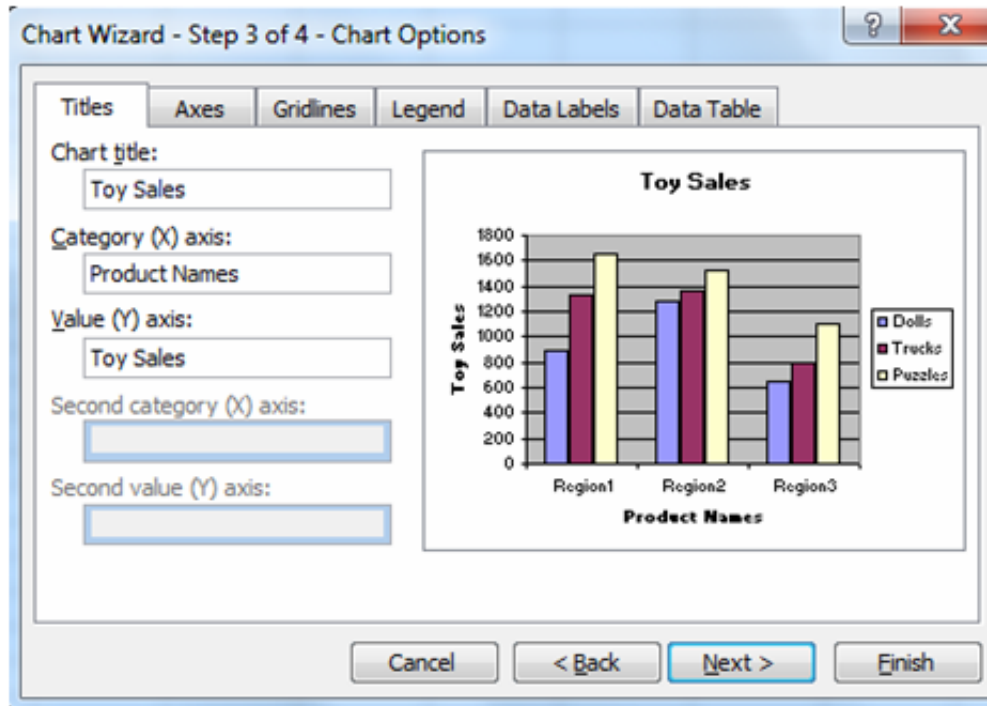 Chart Wizard - Step 3 of 4 - Chart Options
Titles Axes Gridlines Legend Data Labels Data Table
Chart title:
Toy Sales
Category (X) axis:
Product Names
Value (Y) axis:
Toy Sales
Second category (X) axis:
Second value (Y) axis:
Toy Sales
1800
1600
1400
1200
1000
800
600
400
200
0
Toy Sales
Region1 Region2 Region3
Product Names
Dolls
Trucks
Puzzles
Cancel < Back Next > Finish